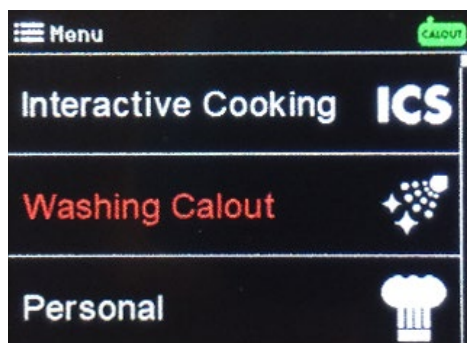 Menu
CALOUT
Interactive Cooking ICS
Washing Calout
Personal